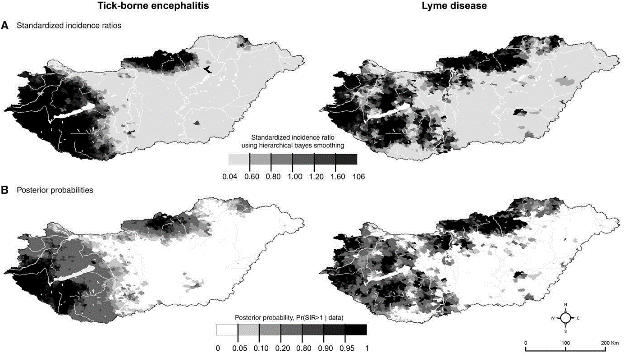 Tick-borne encephalitis
Lyme disease
A Standardized incidence ratios
Standardized incidence ratio
using hierarchical bayes smoothing
0.04 0.60 0.80 1.00 1.20 1.60 106
B Posterior probabilities
Posterior probability, Pr(SIR>1 | data)
0 0.05 0.10 0.20 0.80 0.90 0.95 1
N
W E
S
0 100 200 Km